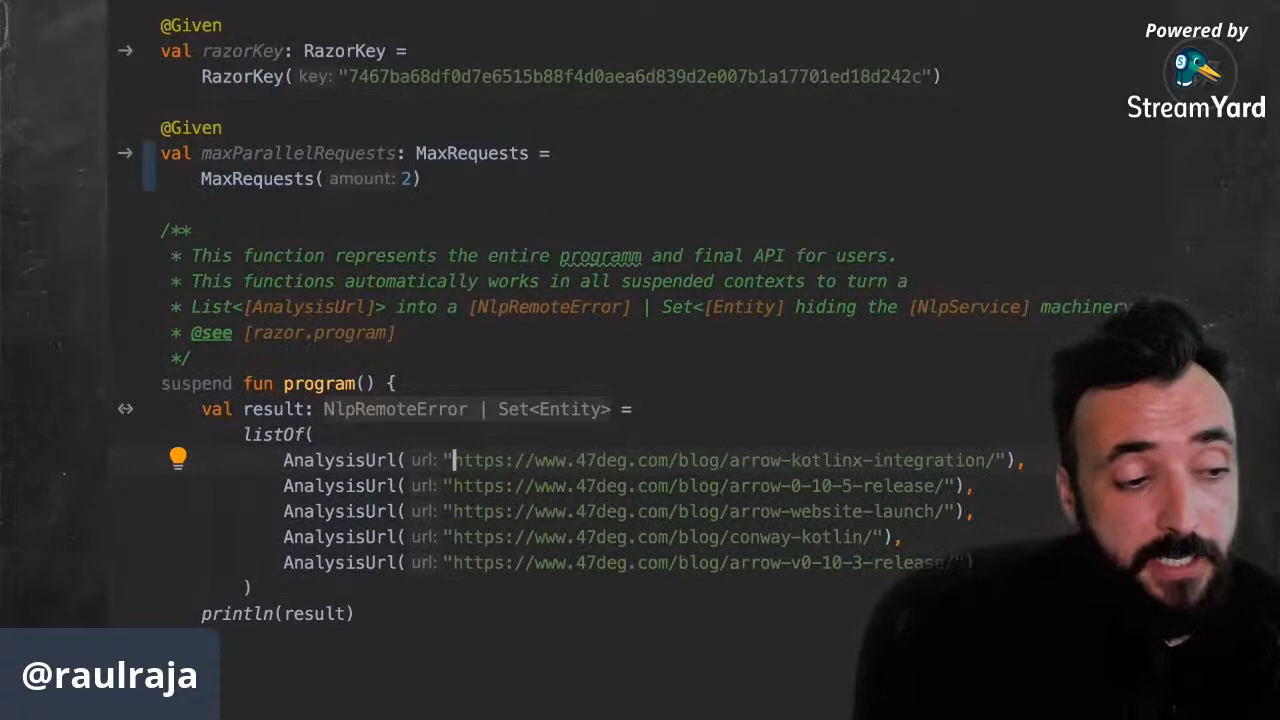 @Given
val razorKey: RazorKey =
RazorKey( key: "7467ba68df0d7e6515b88f4d0aea6d839d2e007b1a17701ed18d242c")
@Given
val maxParallelRequests: MaxRequests =
MaxRequests( amount: 2)
/**
* This function represents the entire programm and final API for users.
* This functions automatically works in all suspended contexts to turn a
* List<[AnalysisUrl]> into a [NlpRemoteError] | Set<[Entity] hiding the [NlpService] machinery
* @see [razor.program]
*/
suspend fun program() {
val result: NlpRemoteError | Set<Entity> =
listOf(
AnalysisUrl( url: "https://www.47deg.com/blog/arrow-kotlinx-integration/"),
AnalysisUrl( url: "https://www.47deg.com/blog/arrow-0-10-5-release/"),
AnalysisUrl( url: "https://www.47deg.com/blog/arrow-website-launch/"),
AnalysisUrl( url: "https://www.47deg.com/blog/conway-kotlin/"),
AnalysisUrl( url: "https://www.47deg.com/blog/arrow-v0-10-3-release/")
)
println(result)
Powered by
StreamYard
@raulraja